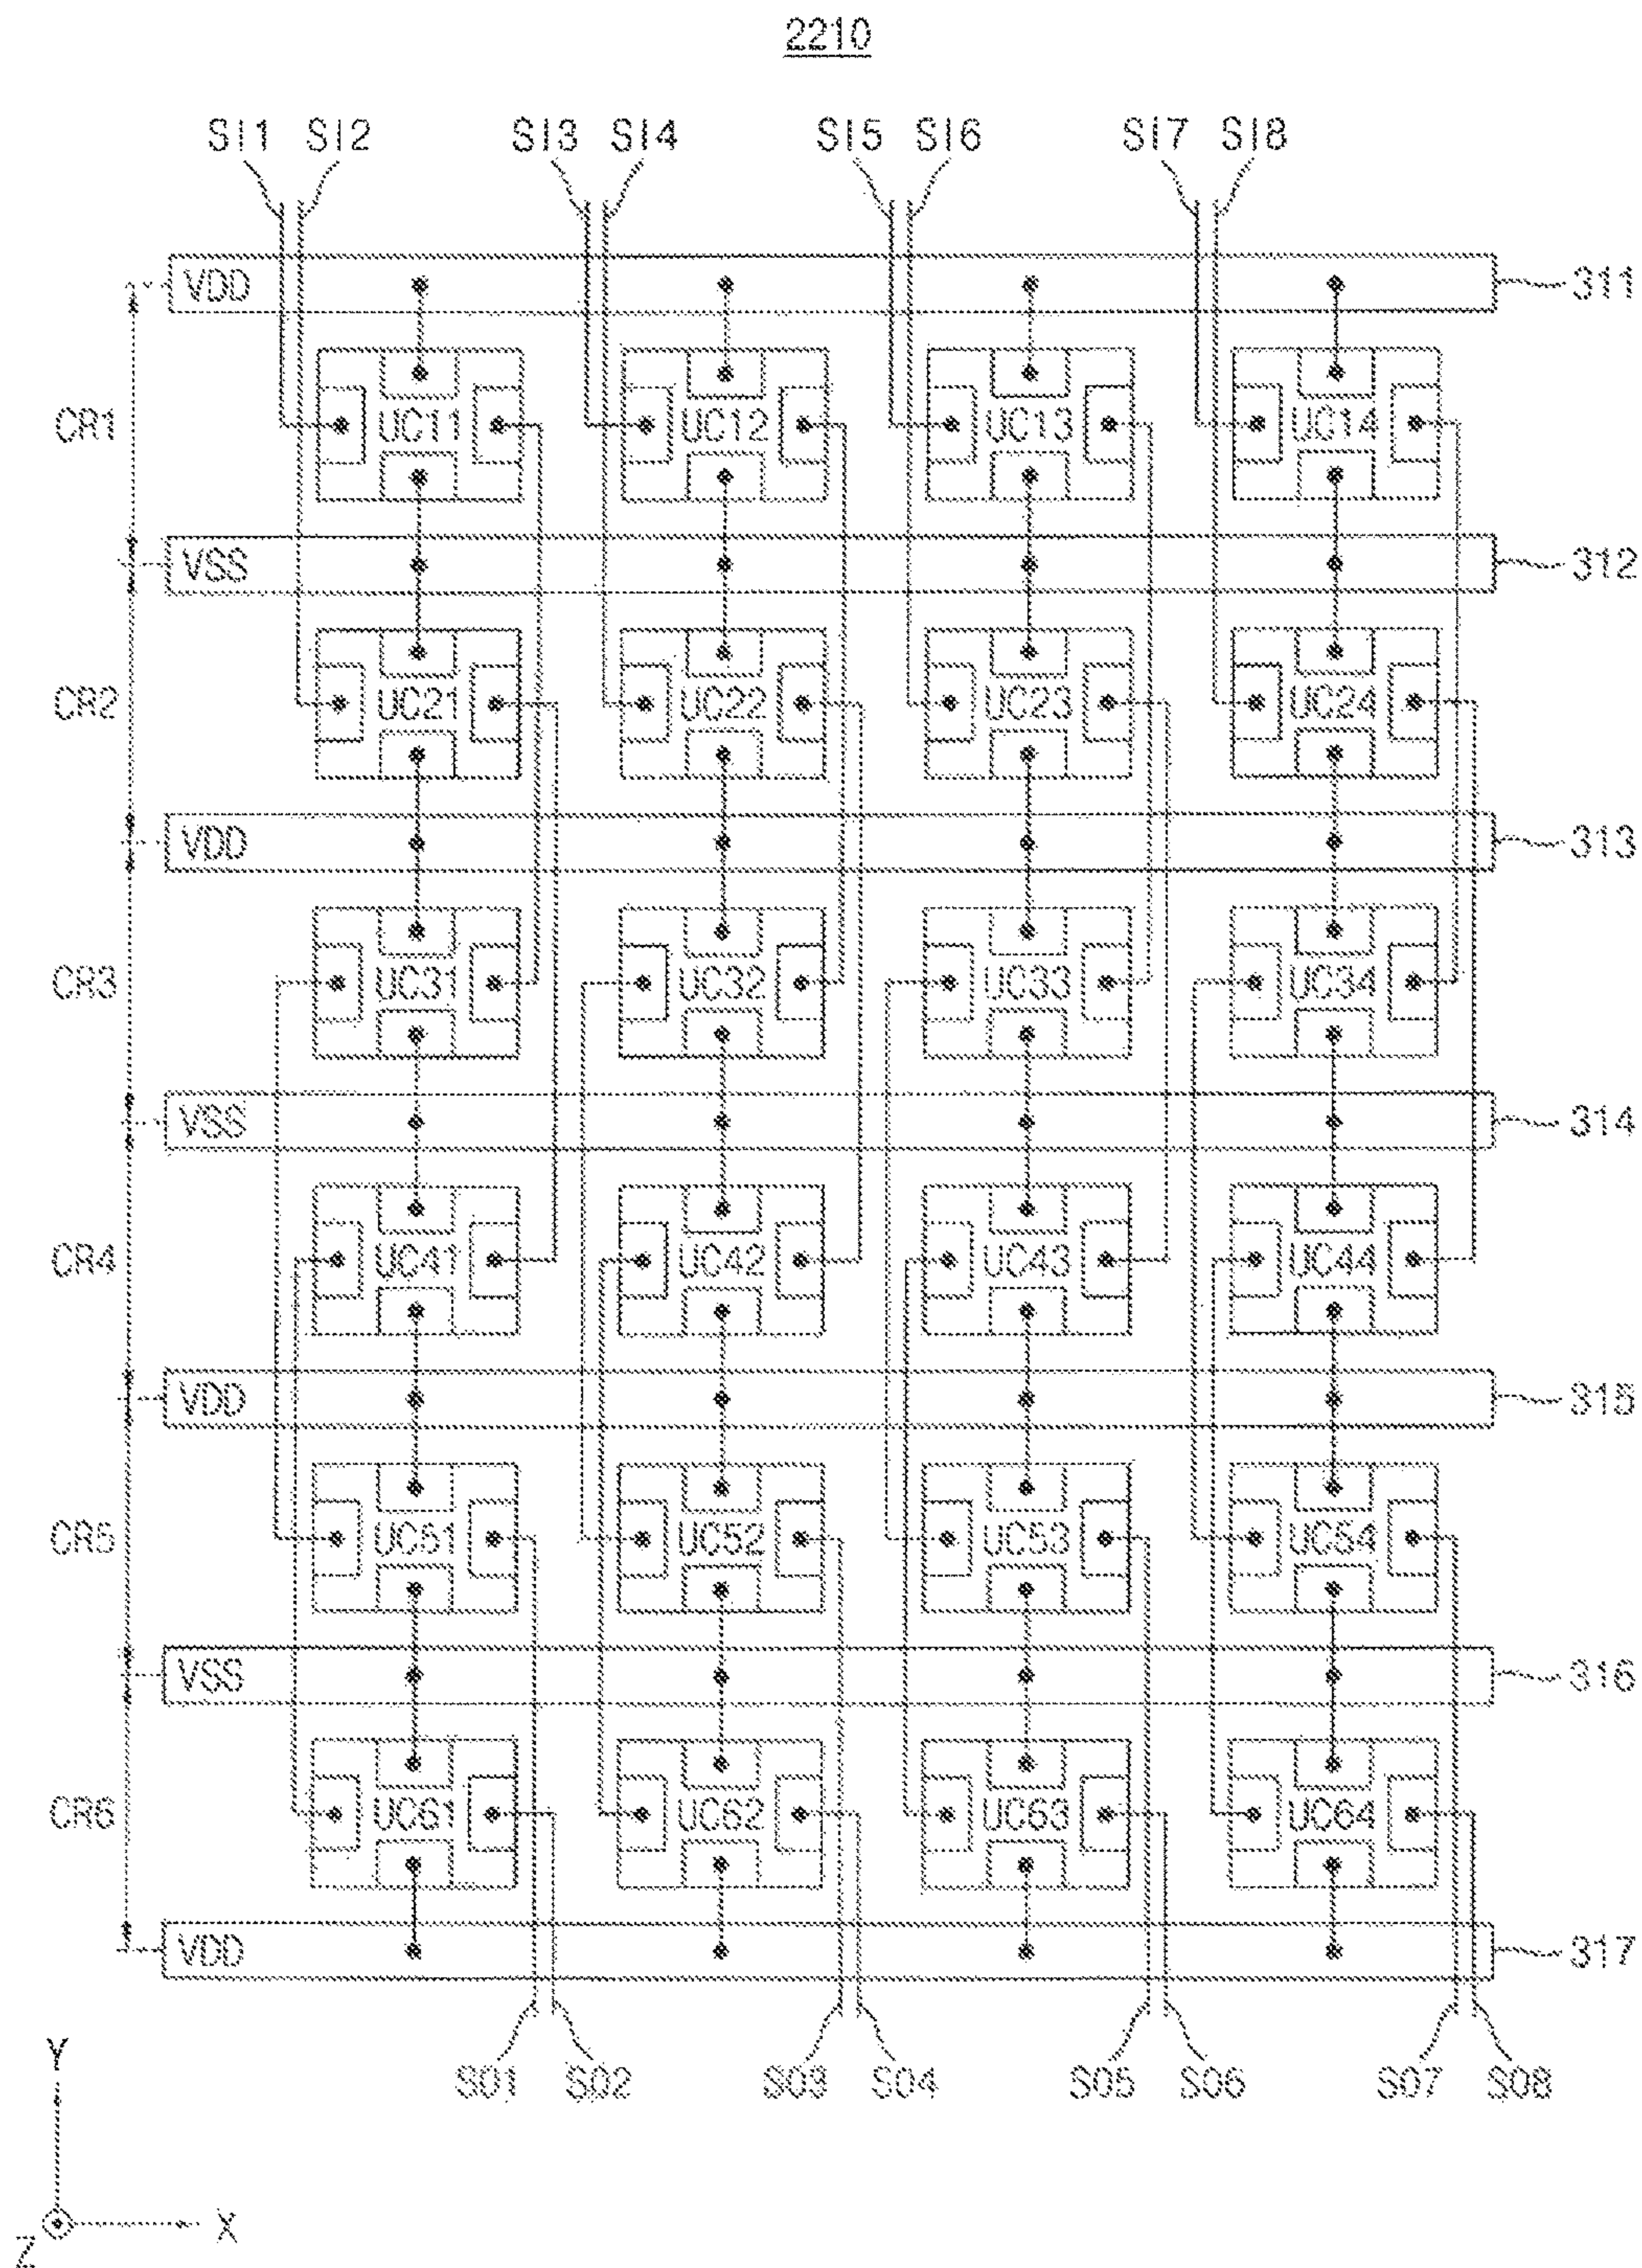 2210
SI1 SI2 SI3 SI4 SI5 SI6 SI7 SI8
VDD 311
CR1 UC11 UC12 UC13 UC14
VSS 312
CR2 UC21 UC22 UC23 UC24
VDD 313
CR3 UC31 UC32 UC33 UC34
VSS 314
CR4 UC41 UC42 UC43 UC44
VDD 315
CR5 UC51 UC52 UC53 UC54
VSS 316
CR6 UC61 UC62 UC63 UC64
VDD 317
SO1 SO2 SO3 SO4 SO5 SO6 SO7 SO8
Y
X
Z